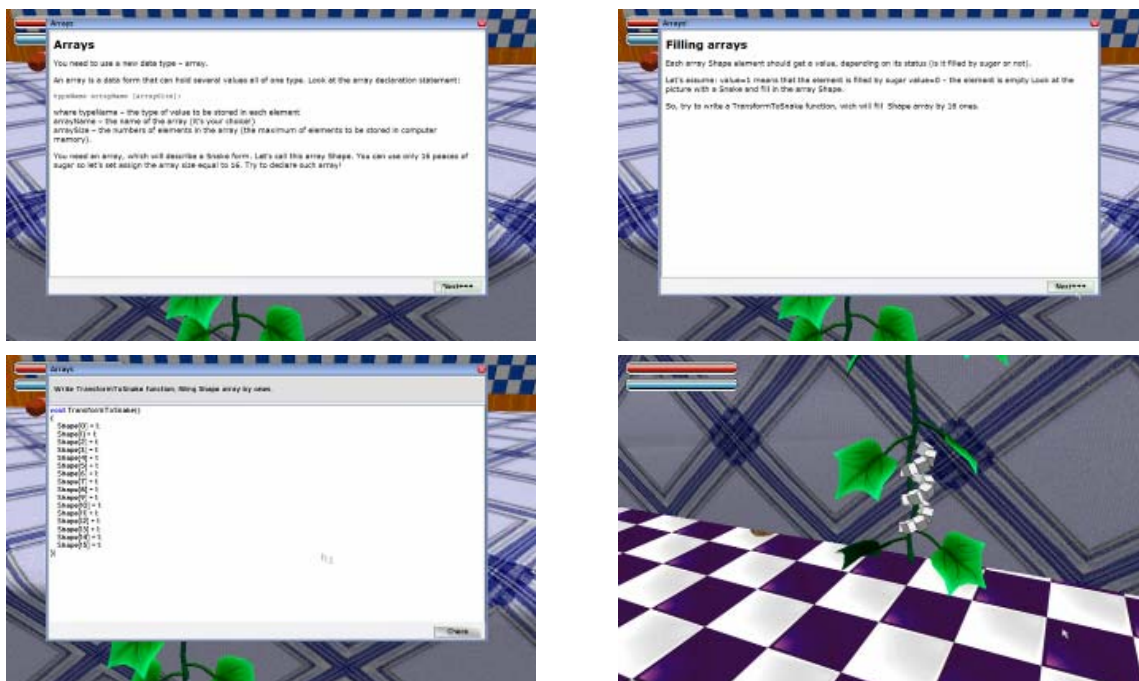 Arrays
Arrays
You need to use a new data type – array.
An array is a data form that can hold several values all of one type. Look at the array declaration statement:
typeName arrayName [arraySize];
where typeName – the type of value to be stored in each element
arrayName – the name of the array (it's your choice!)
arraySize – the numbers of elements in the array (the maximum of elements to be stored in computer
memory).
You need an array, which will describe a Snake form. Let's call this array Shape. You can use only 16 peaces of
sugar so let's set assign the array size equal to 16. Try to declare such array!
Next>>>
Arrays
Filling arrays
Each array Shape element should get a value, depending on its status (is it filled by sugar or not).
Let's assume: value=1 means that the element is filled by sugar value=0 – the element is empty Look at the
picture with a Snake and fill in the array Shape.
So, try to write a TransformToSnake function, wich will fill Shape array by 16 ones.
Next>>>
Arrays
Write TransformToSnake function, filling Shape array by ones.
void TransformToSnake()
{
Shape[0] = 1;
Shape[1] = 1;
Shape[2] = 1;
Shape[3] = 1;
Shape[4] = 1;
Shape[5] = 1;
Shape[6] = 1;
Shape[7] = 1;
Shape[8] = 1;
Shape[9] = 1;
Shape[10] = 1;
Shape[11] = 1;
Shape[12] = 1;
Shape[13] = 1;
Shape[14] = 1;
Shape[15] = 1;
}